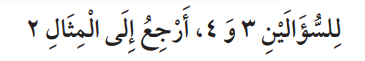 لِلسُّؤَالَيْنِ ٣ وَ ٤، أَرْجِعُ إِلَى الْمِثَالِ ٢